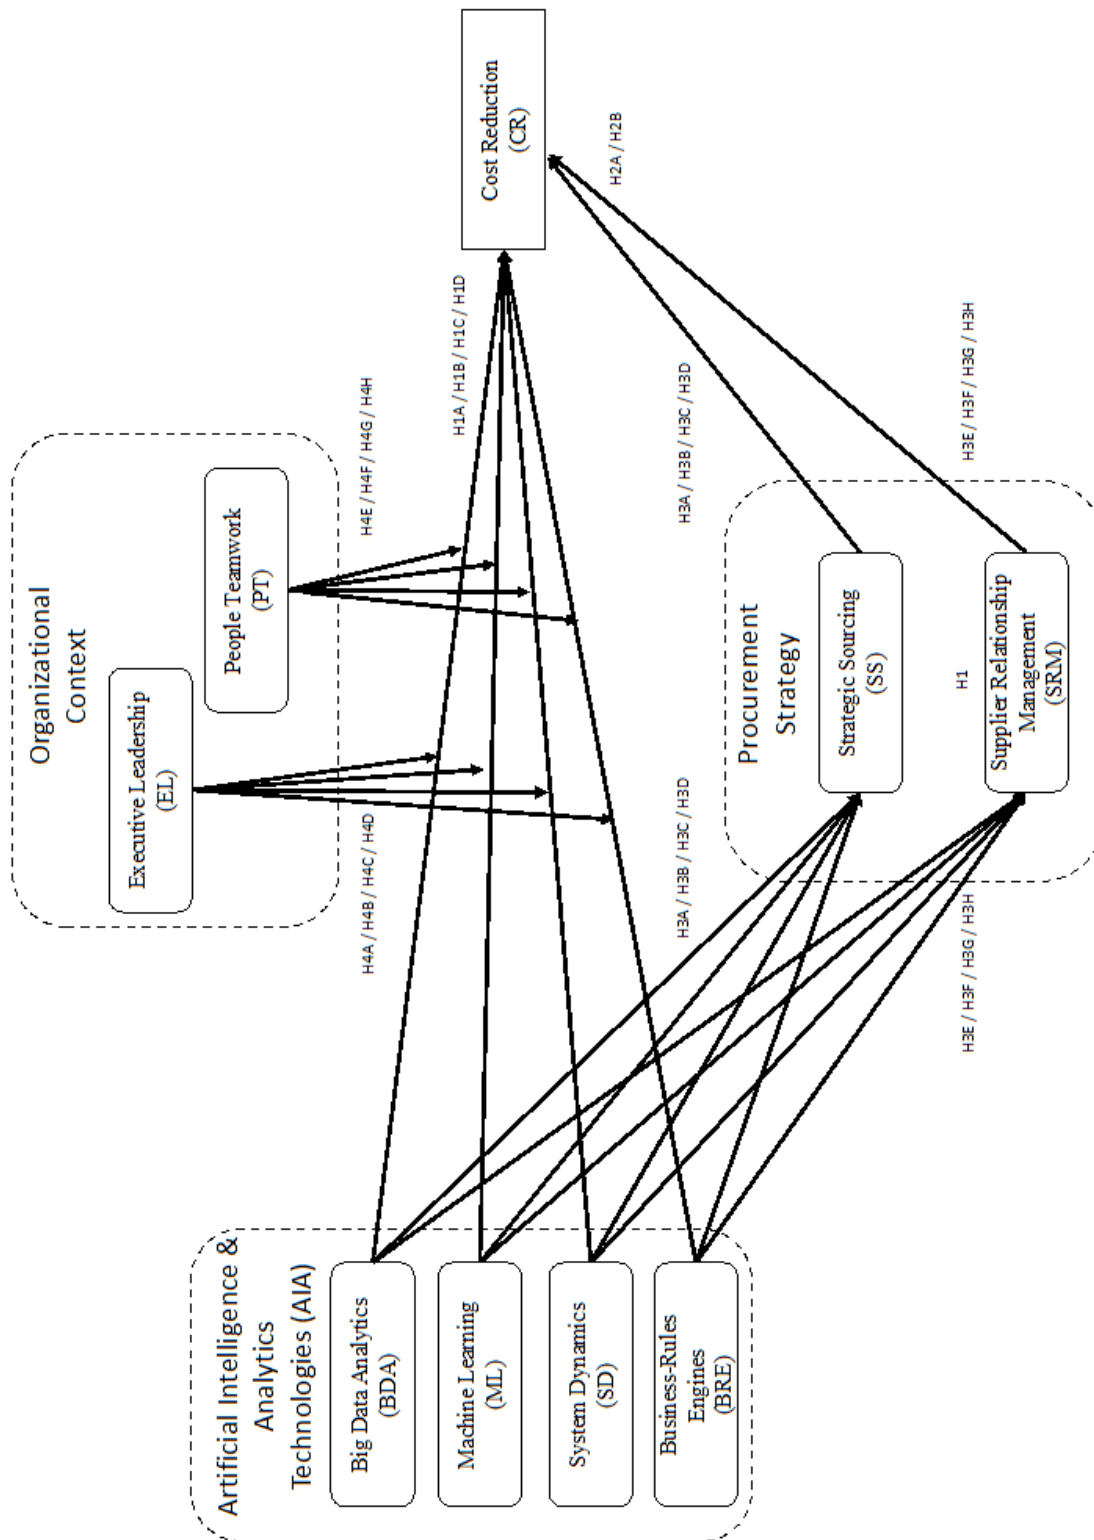 Organizational
Context
Executive Leadership
(EL)
People Teamwork
(PT)
H4A / H4B / H4C / H4D
H4E / H4F / H4G / H4H
Artificial Intelligence &
Analytics
Technologies (AIA)
Big Data Analytics
(BDA)
Machine Learning
(ML)
System Dynamics
(SD)
Business-Rules
Engines
(BRE)
H1A / H1B / H1C / H1D
Cost Reduction
(CR)
H2A / H2B
H3A / H3B / H3C / H3D
H3A / H3B / H3C / H3D
Procurement
Strategy
Strategic Sourcing
(SS)
H1
Supplier Relationship
Management
(SRM)
H3E / H3F / H3G / H3H
H3E / H3F / H3G / H3H